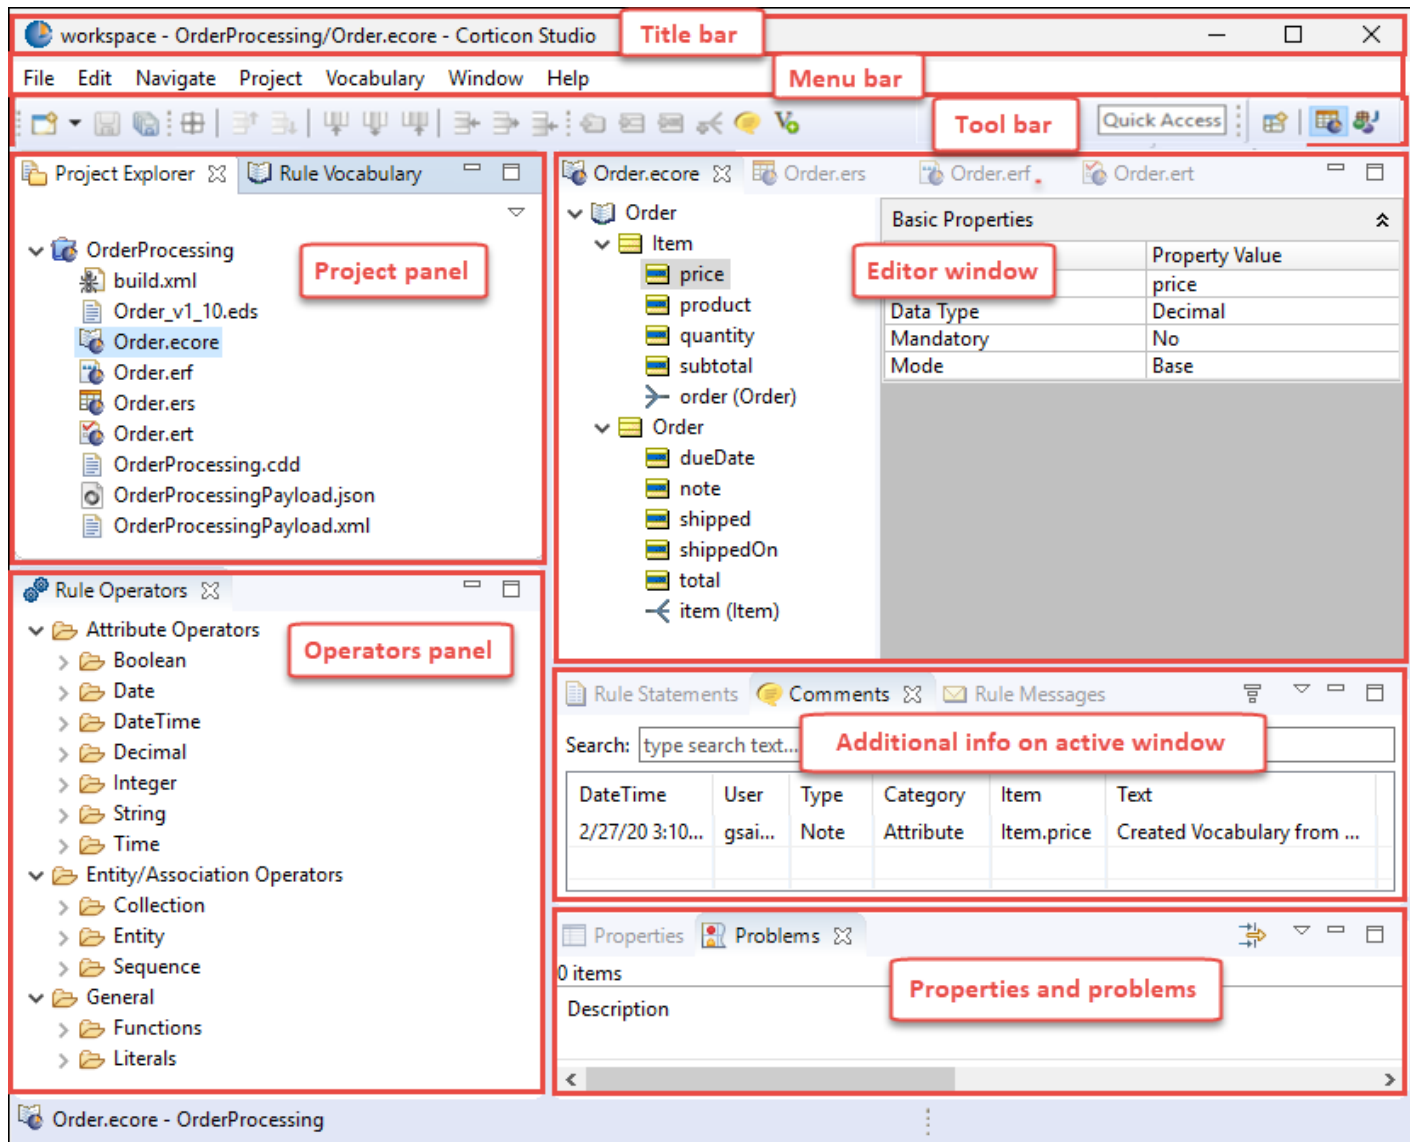 workspace - OrderProcessing/Order.ecore - Corticon Studio
Title bar
File Edit Navigate Project Vocabulary Window Help
Menu bar
Tool bar
Quick Access
Project Explorer Rule Vocabulary
OrderProcessing
Project panel
build.xml
Order_v1_10.eds
Order.ecore
Order.erf
Order.ers
Order.ert
OrderProcessing.cdd
OrderProcessingPayload.json
OrderProcessingPayload.xml
Order.ecore Order.ers Order.erf Order.ert
Order
Item
price
product
quantity
subtotal
order (Order)
Order
dueDate
note
shipped
shippedOn
total
item (Item)
Basic Properties
Editor window
Property Value
price
Data Type Decimal
Mandatory No
Mode Base
Rule Operators
Attribute Operators
Operators panel
Boolean
Date
DateTime
Decimal
Integer
String
Time
Entity/Association Operators
Collection
Entity
Sequence
General
Functions
Literals
Rule Statements Comments Rule Messages
Search: type search text...
Additional info on active window
DateTime User Type Category Item Text
2/27/20 3:10... gsai... Note Attribute Item.price Created Vocabulary from ...
Properties Problems
0 items
Properties and problems
Description
Order.ecore - OrderProcessing